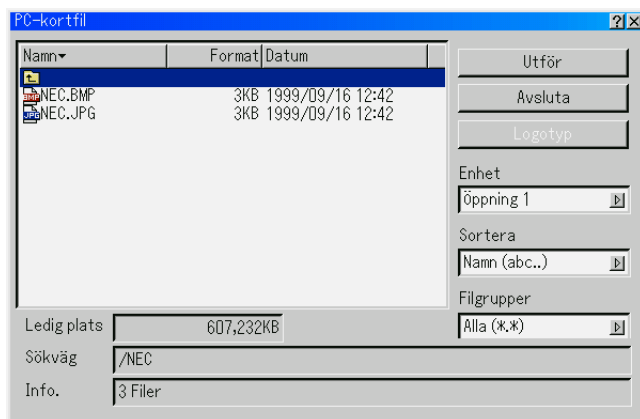 PC-kortfil
Namn Format Datum
NEC.BMP 3KB 1999/09/16 12:42
NEC.JPG 3KB 1999/09/16 12:42
Utför
Avsluta
Logotyp
Enhet
Öppning 1
Sortera
Namn (abc..)
Filgrupper
Alla (*.*)
Ledig plats 607,232KB
Sökväg /NEC
Info. 3 Filer